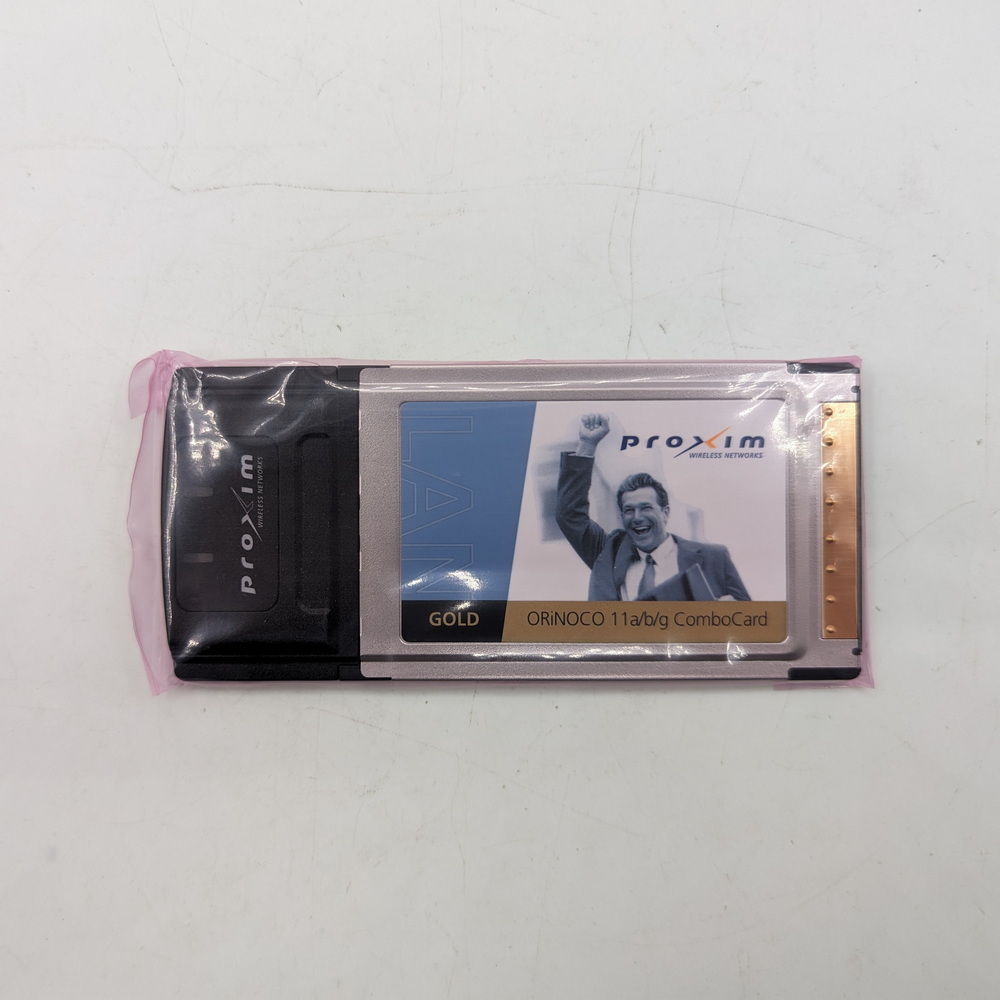 proxim
WIRELESS NETWORKS
LAN
proxim
WIRELESS NETWORKS
GOLD
ORiNOCO 11a/b/g ComboCard